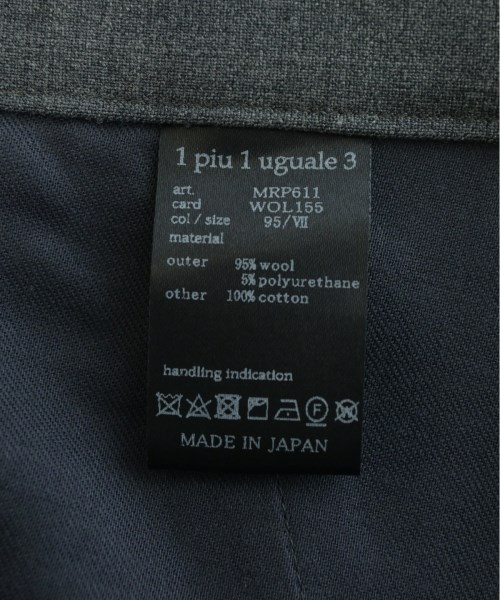 1 piu 1 uguale 3
art. MRP611
card WOL155
col / size 95/Ⅶ
material
outer 95% wool
5% polyurethane
other 100% cotton
handling indication
F W
MADE IN JAPAN